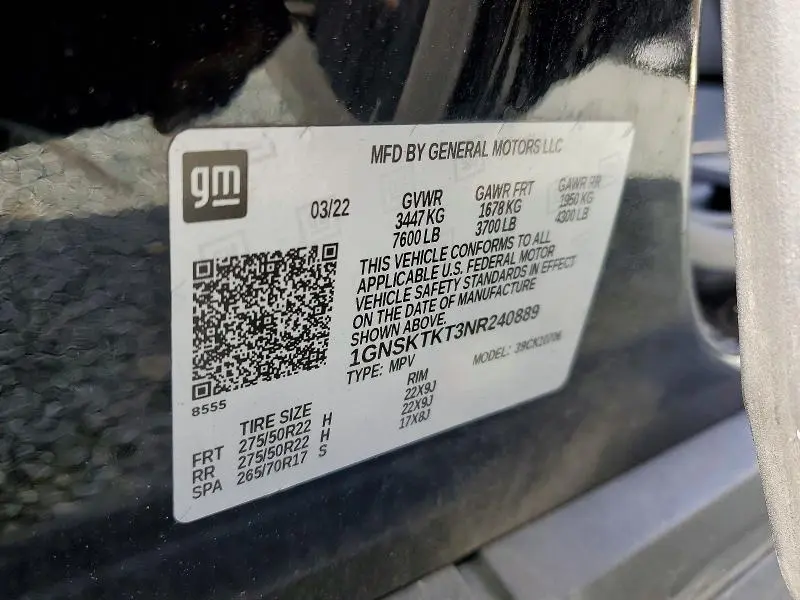 MFD BY GENERAL MOTORS LLC
gm
03/22
GVWR GAWR FRT GAWR RR
3447 KG 1678 KG 1950 KG
7600 LB 3700 LB 4300 LB
THIS VEHICLE CONFORMS TO ALL
APPLICABLE U.S. FEDERAL MOTOR
VEHICLE SAFETY STANDARDS IN EFFECT
ON THE DATE OF MANUFACTURE
SHOWN ABOVE.
1GNSKTKT3NR240889
TYPE: MPV MODEL: 39CK10706
8555
TIRE SIZE RIM
FRT 275/50R22 H 22X9J
RR 275/50R22 H 22X9J
SPA 265/70R17 S 17X8J